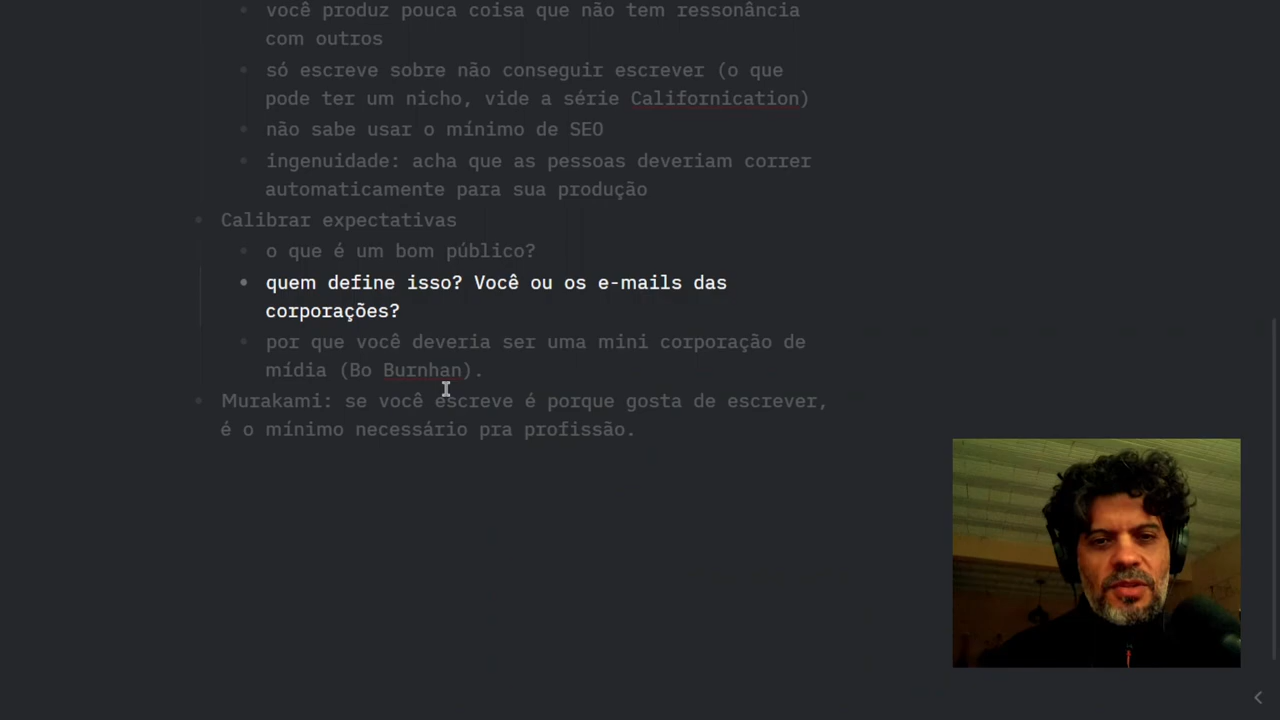 você produz pouca coisa que não tem ressonância
com outros
só escreve sobre não conseguir escrever (o que
pode ter um nicho, vide a série Californication)
não sabe usar o mínimo de SEO
ingenuidade: acha que as pessoas deveriam correr
automaticamente para sua produção
Calibrar expectativas
o que é um bom público?
quem define isso? Você ou os e-mails das
corporações?
por que você deveria ser uma mini corporação de
mídia (Bo Burnhan).
Murakami: se você escreve é porque gosta de escrever,
é o mínimo necessário pra profissão.